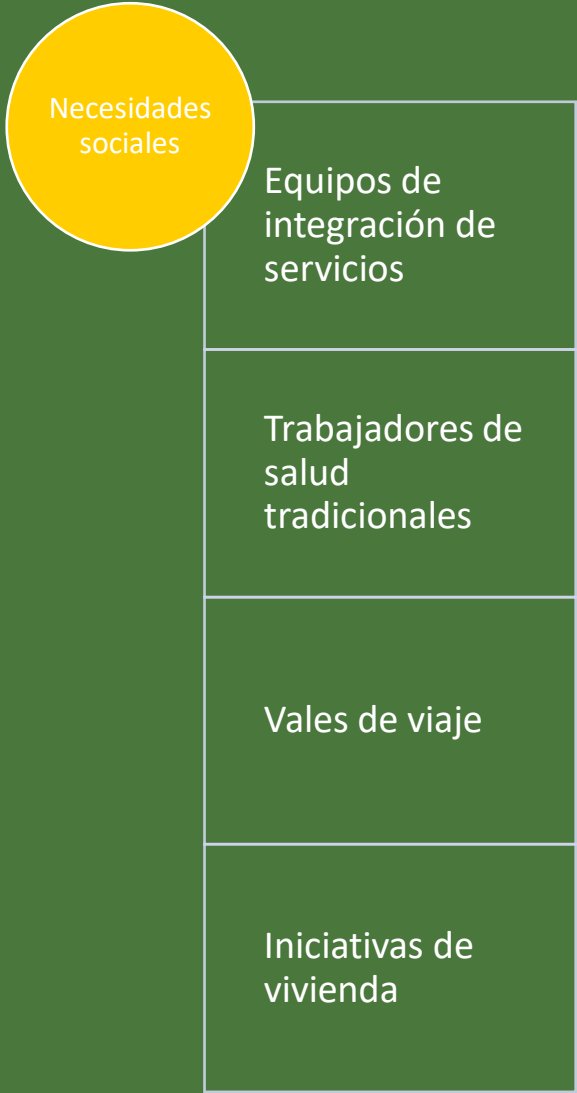 Necesidades
sociales
Equipos de
integración de
servicios
Trabajadores de
salud
tradicionales
Vales de viaje
Iniciativas de
vivienda